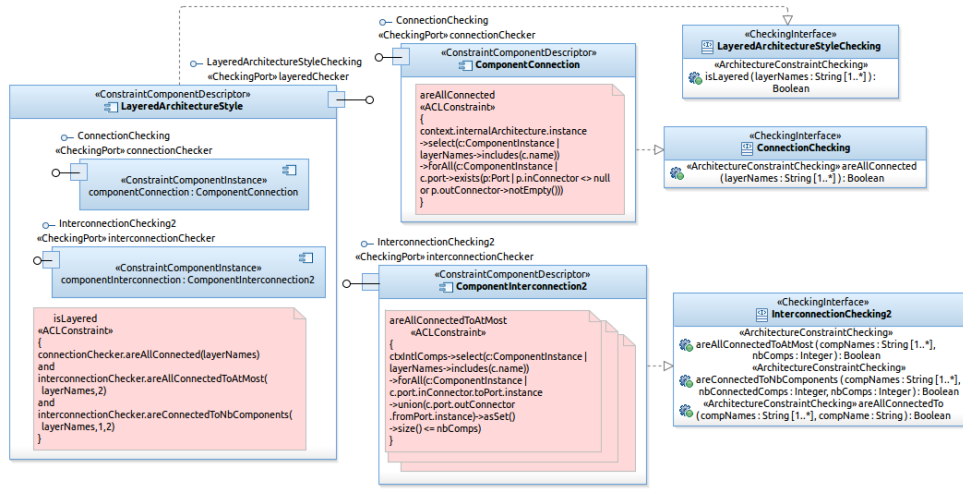 LayeredArchitectureStyleChecking
«CheckingPort» layeredChecker
«ConstraintComponentDescriptor»
LayeredArchitectureStyle
ConnectionChecking
«CheckingPort» connectionChecker
«ConstraintComponentInstance»
componentConnection : ComponentConnection
InterconnectionChecking2
«CheckingPort» interconnectionChecker
«ConstraintComponentInstance»
componentInterconnection : ComponentInterconnection2
isLayered
«ACLConstraint»
{
connectionChecker.areAllConnected(layerNames)
and
interconnectionChecker.areAllConnectedToAtMost(
layerNames,2)
and
interconnectionChecker.areConnectedToNbComponents(
layerNames,1,2)
}
ConnectionChecking
«CheckingPort» connectionChecker
«ConstraintComponentDescriptor»
ComponentConnection
areAllConnected
«ACLConstraint»
{
context.internalArchitecture.instance
->select(c:ComponentInstance |
layerNames->includes(c.name))
->forAll(c:ComponentInstance |
c.port->exists(p:Port | p.inConnector <> null
or p.outConnector->notEmpty()))
}
InterconnectionChecking2
«CheckingPort» interconnectionChecker
«ConstraintComponentDescriptor»
ComponentInterconnection2
areAllConnectedToAtMost
«ACLConstraint»
{
ctxIntlComps->select(c:ComponentInstance |
layerNames->includes(c.name))
->forAll(c:ComponentInstance |
c.port.inConnector.toPort.instance
->union(c.port.outConnector
.fromPort.instance)->asSet()
->size() <= nbComps)
}
«CheckingInterface»
LayeredArchitectureStyleChecking
«ArchitectureConstraintChecking»
isLayered (layerNames : String [1..*] ) :
Boolean
«CheckingInterface»
ConnectionChecking
«ArchitectureConstraintChecking» areAllConnected
(layerNames : String [1..*] ) : Boolean
«CheckingInterface»
InterconnectionChecking2
«ArchitectureConstraintChecking»
areAllConnectedToAtMost (compNames : String [1..*],
nbComps : Integer ) : Boolean
«ArchitectureConstraintChecking»
areConnectedToNbComponents (compNames : String [1..*],
nbConnectedComps : Integer, nbComps : Integer ) : Boolean
«ArchitectureConstraintChecking» areAllConnectedTo
(compNames : String [1..*], compName : String) : Boolean